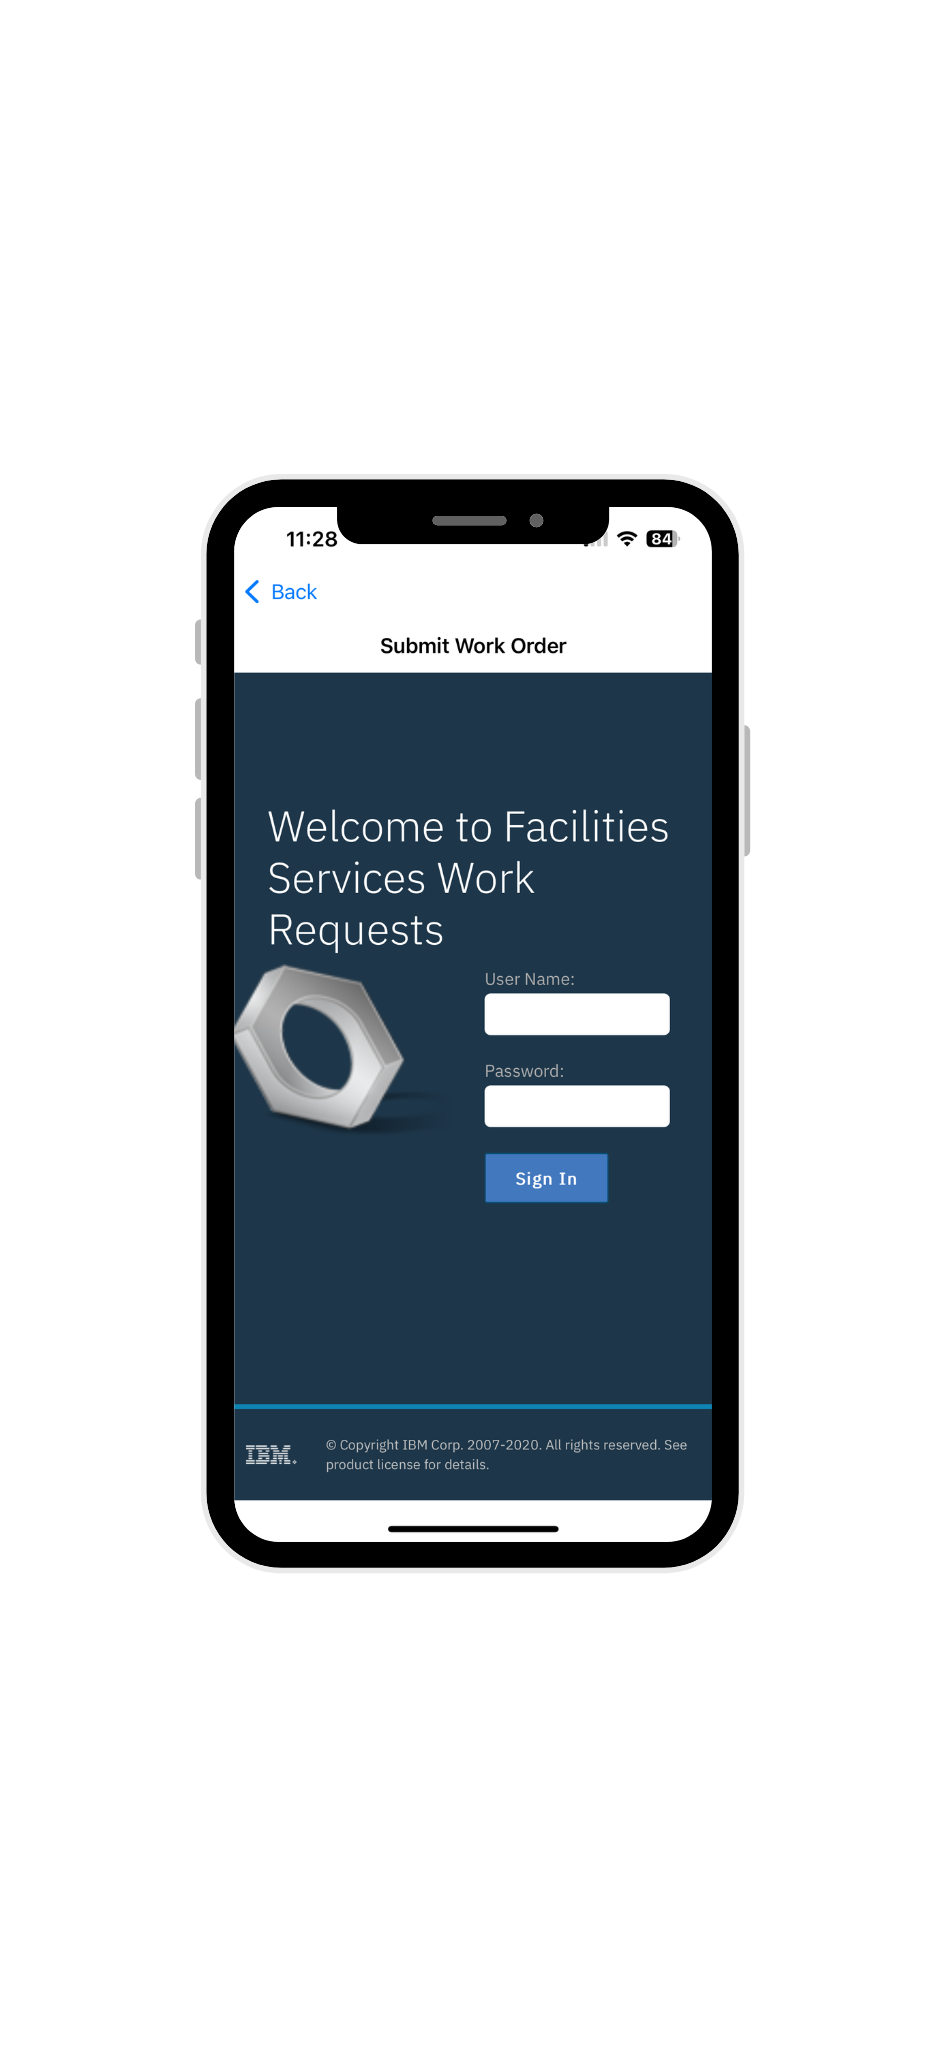 11:28
84
Back
Submit Work Order
Welcome to Facilities
Services Work
Requests
User Name:
Password:
Sign In
IBM.
© Copyright IBM Corp. 2007-2020. All rights reserved. See
product license for details.